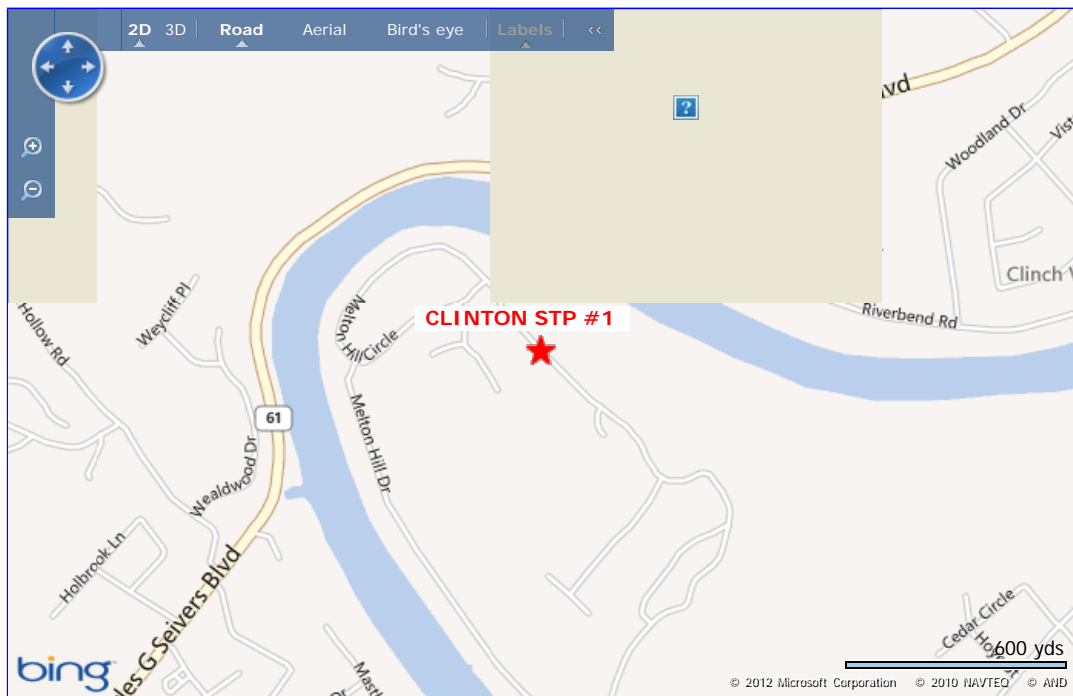 2D 3D Road Aerial Bird's eye Labels <<
?
lvd
Woodland Dr
Clinch
Riverbend Rd
Hollow Rd
Weycliff Pl
Melton Hill Circle
CLINTON STP #1
61
Melton Hill Dr
Wealdwood Dr
Holbrook Ln
les G Seivers Blvd
Cedar Circle
600 yds
bing
© 2012 Microsoft Corporation © 2010 NAVTEQ © AND